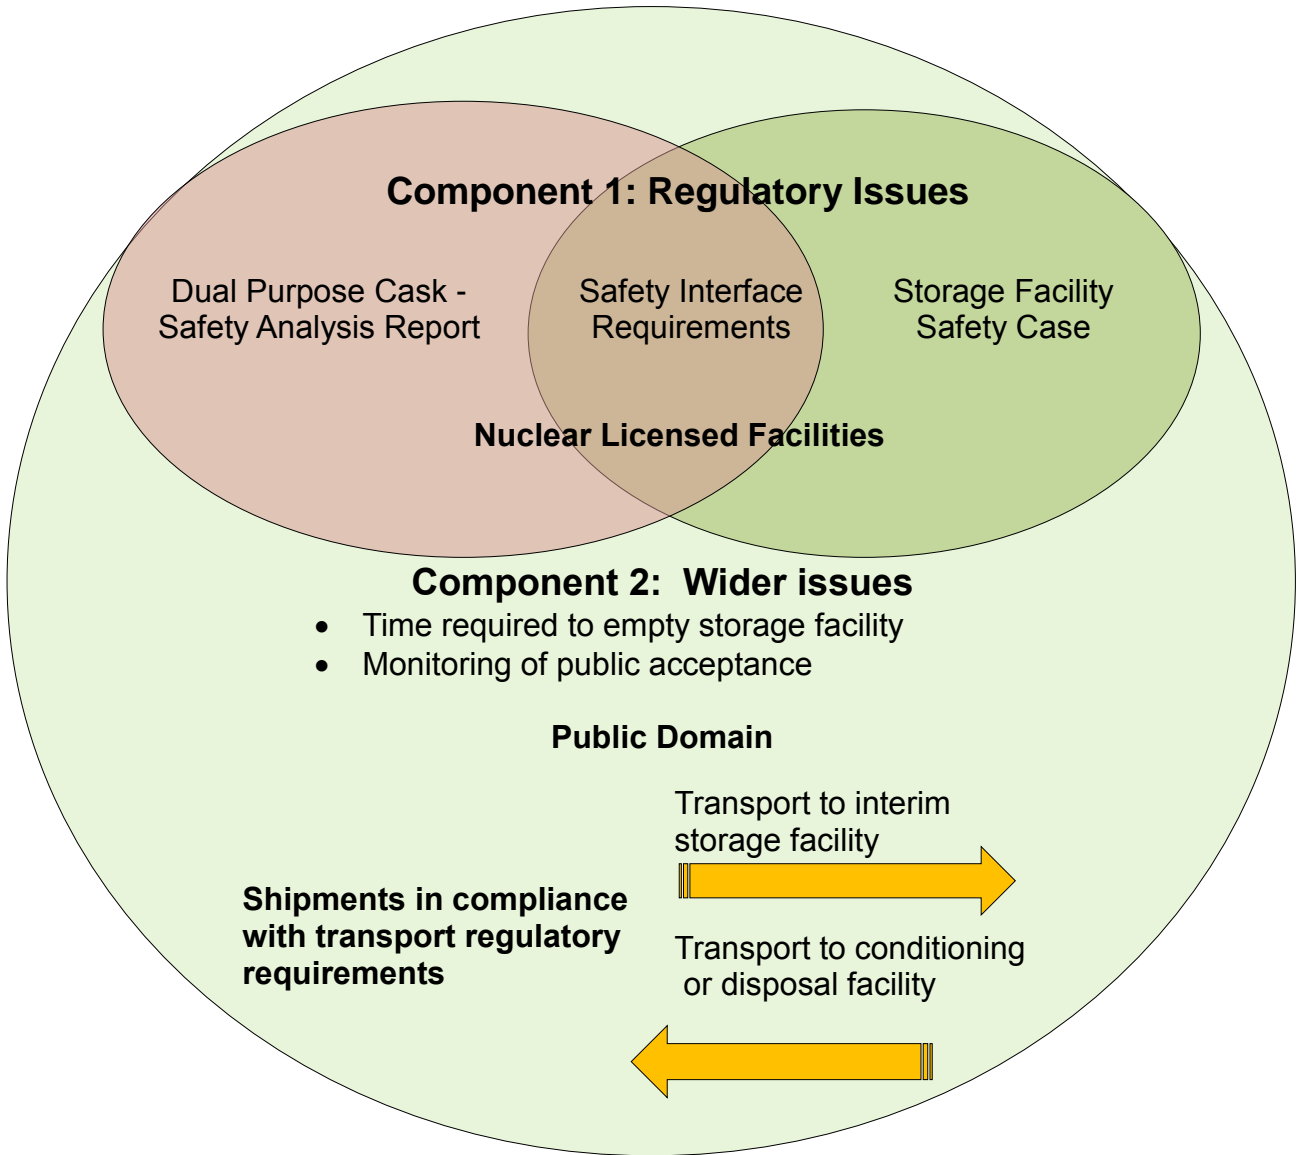 Component 1: Regulatory Issues
Dual Purpose Cask -
Safety Analysis Report
Safety Interface
Requirements
Storage Facility
Safety Case
Nuclear Licensed Facilities
Component 2:  Wider issues
• Time required to empty storage facility
• Monitoring of public acceptance
Public Domain
Transport to interim
storage facility
Shipments in compliance
with transport regulatory
requirements
Transport to conditioning
or disposal facility